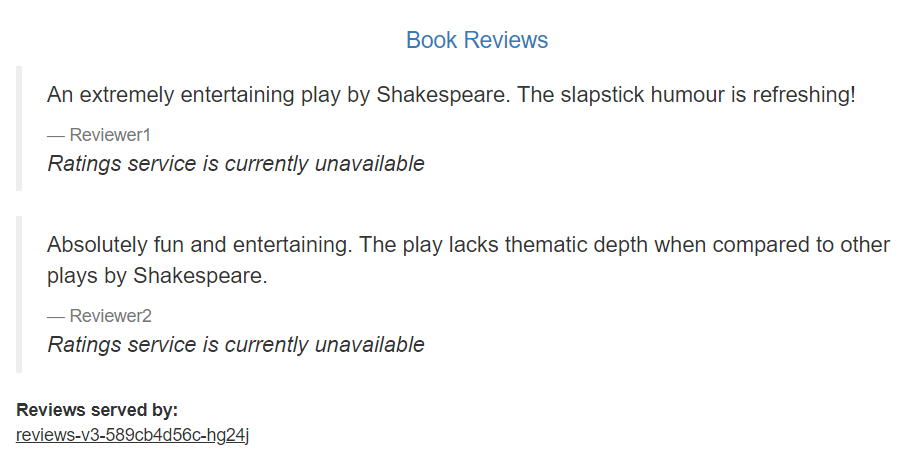 Book Reviews
An extremely entertaining play by Shakespeare. The slapstick humour is refreshing!
— Reviewer1
Ratings service is currently unavailable
Absolutely fun and entertaining. The play lacks thematic depth when compared to other
plays by Shakespeare.
— Reviewer2
Ratings service is currently unavailable
Reviews served by:
reviews-v3-589cb4d56c-hg24j